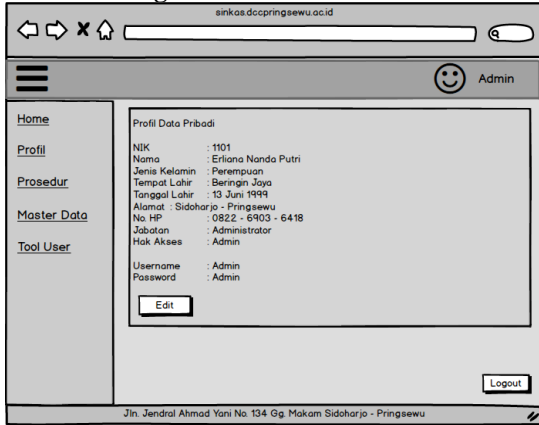 sinkas.dccpringsewu.ac.id
Admin
Home
Profil
Prosedur
Master Data
Tool User
Profil Data Pribadi
NIK : 1101
Nama : Erliana Nanda Putri
Jenis Kelamin : Perempuan
Tempat Lahir : Beringin Jaya
Tanggal Lahir : 13 Juni 1999
Alamat : Sidoharjo - Pringsewu
No. HP : 0822 - 6903 - 6418
Jabatan : Administrator
Hak Akses : Admin
Username : Admin
Password : Admin
Edit
Logout
Jln. Jendral Ahmad Yani No. 134 Gg. Makam Sidoharjo - Pringsewu